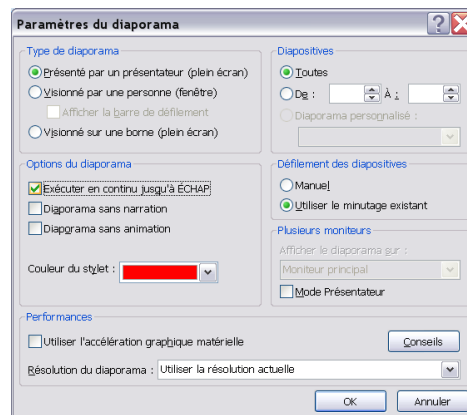 Paramètres du diaporama
Type de diaporama
Présenté par un présentateur (plein écran)
Visionné par une personne (fenêtre)
Afficher la barre de défilement
Visionné sur une borne (plein écran)
Diapositives
Toutes
De : À :
Diaporama personnalisé :
Options du diaporama
Exécuter en continu jusqu'à ÉCHAP
Diaporama sans narration
Diaporama sans animation
Couleur du stylet :
Défilement des diapositives
Manuel
Utiliser le minutage existant
Plusieurs moniteurs
Afficher le diaporama sur :
Moniteur principal
Mode Présentateur
Performances
Utiliser l'accélération graphique matérielle
Conseils
Résolution du diaporama : Utiliser la résolution actuelle
OK Annuler